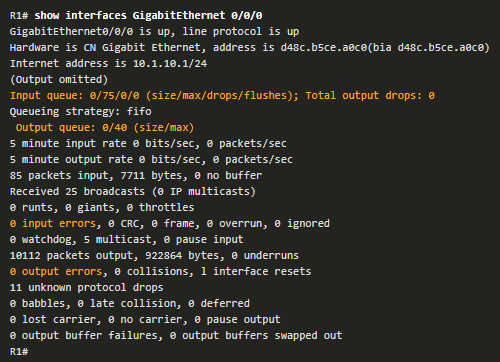 R1# show interfaces GigabitEthernet 0/0/0
GigabitEthernet0/0/0 is up, line protocol is up
Hardware is CN Gigabit Ethernet, address is d48c.b5ce.a0c0(bia d48c.b5ce.a0c0)
Internet address is 10.1.10.1/24
(Output omitted)
Input queue: 0/75/0/0 (size/max/drops/flushes); Total output drops: 0
Queueing strategy: fifo
Output queue: 0/40 (size/max)
5 minute input rate 0 bits/sec, 0 packets/sec
5 minute output rate 0 bits/sec, 0 packets/sec
85 packets input, 7711 bytes, 0 no buffer
Received 25 broadcasts (0 IP multicasts)
0 runts, 0 giants, 0 throttles
0 input errors, 0 CRC, 0 frame, 0 overrun, 0 ignored
0 watchdog, 5 multicast, 0 pause input
10112 packets output, 922864 bytes, 0 underruns
0 output errors, 0 collisions, 1 interface resets
11 unknown protocol drops
0 babbles, 0 late collision, 0 deferred
0 lost carrier, 0 no carrier, 0 pause output
0 output buffer failures, 0 output buffers swapped out
R1#